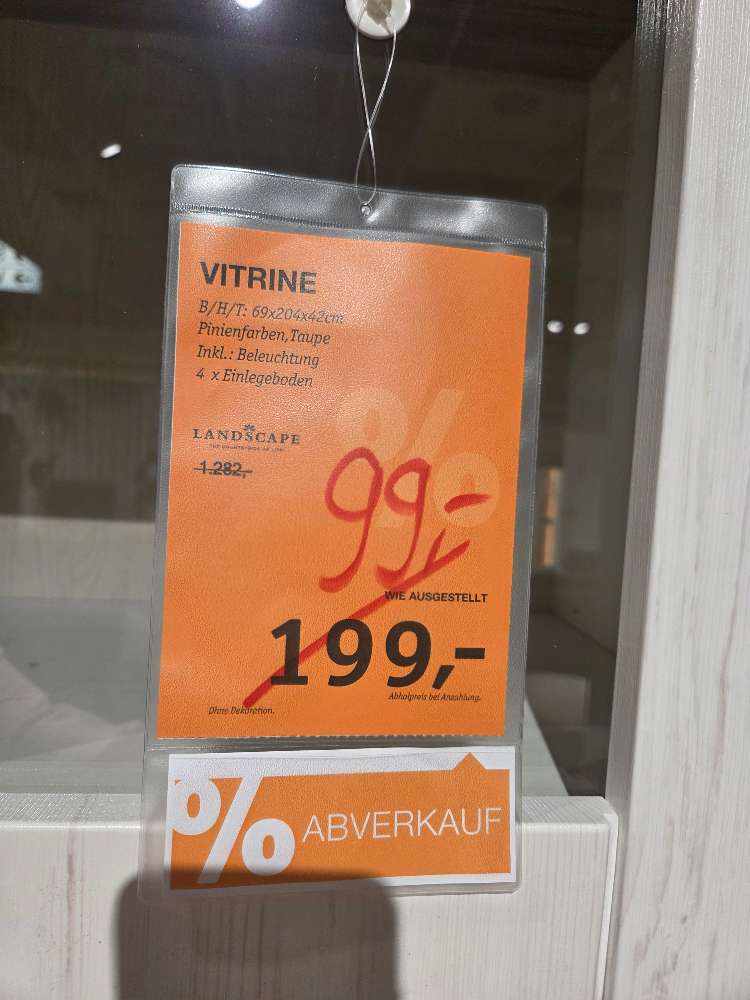 VITRINE
B/H/T: 69x204x42cm
Pinienfarben,Taupe
Inkl.: Beleuchtung
4 x Einlegeboden
LANDSCAPE
1.282,-
%
99,-
WIE AUSGESTELLT
199,-
Abholpreis bei Anzahlung.
Ohne Dekoration.
% ABVERKAUF